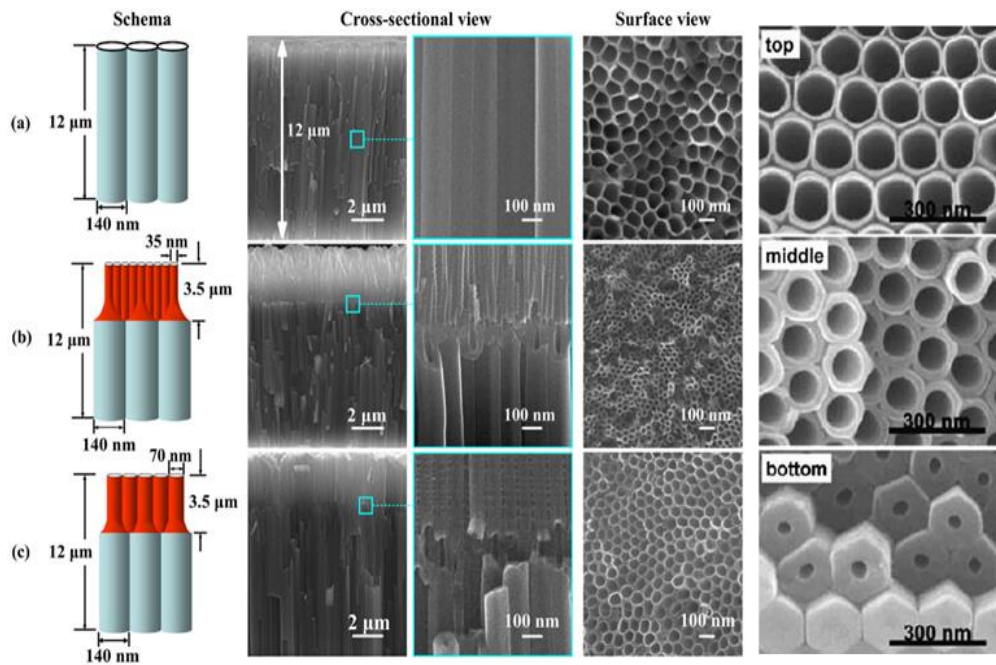 Schema
Cross-sectional view
Surface view
(a)
12 μm
140 nm
12 μm
2 μm
100 nm
100 nm
top
300 nm
(b)
35 nm
3.5 μm
12 μm
140 nm
2 μm
100 nm
100 nm
middle
300 nm
(c)
70 nm
3.5 μm
12 μm
140 nm
2 μm
100 nm
100 nm
bottom
300 nm